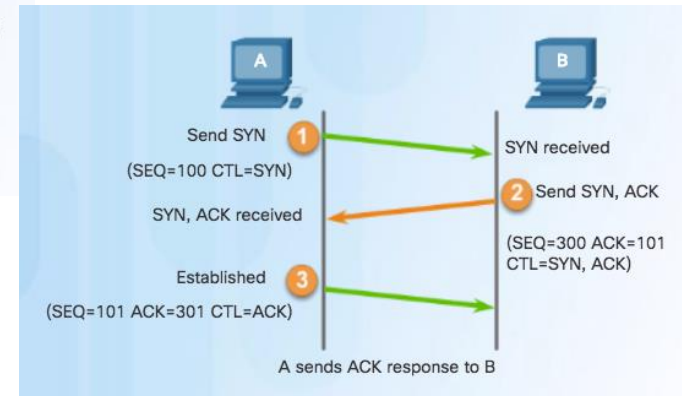 A
B
Send SYN
1
(SEQ=100 CTL=SYN)
SYN received
2
Send SYN, ACK
SYN, ACK received
(SEQ=300 ACK=101
CTL=SYN, ACK)
Established
3
(SEQ=101 ACK=301 CTL=ACK)
A sends ACK response to B